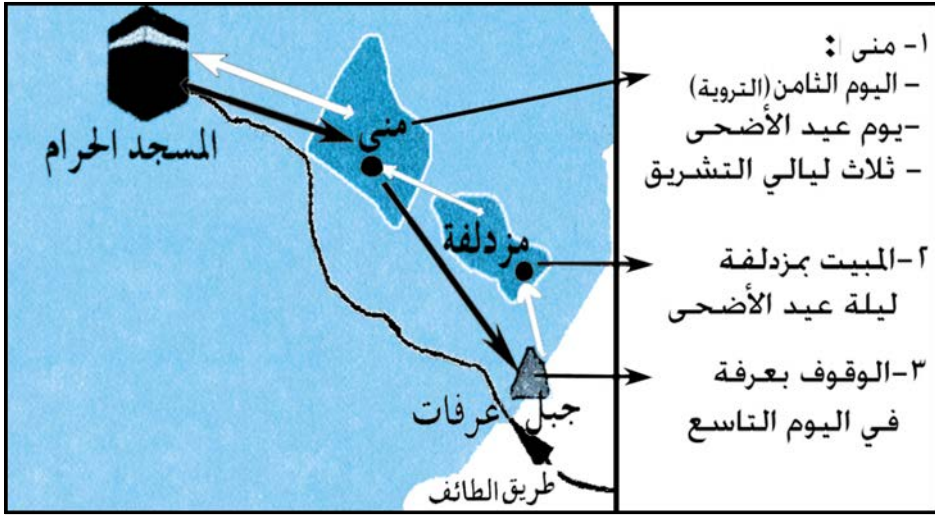 ١- منى :
- اليوم الثامن (التروية)
-يوم عيد الأضحى
- ثلاث ليالي التشريق
٢-المبيت بمزدلفة
ليلة عيد الأضحى
٣-الوقوف بعرفة
في اليوم التاسع
المسجد الحرام
منى
مزدلفة
جبل عرفات
طريق الطائف